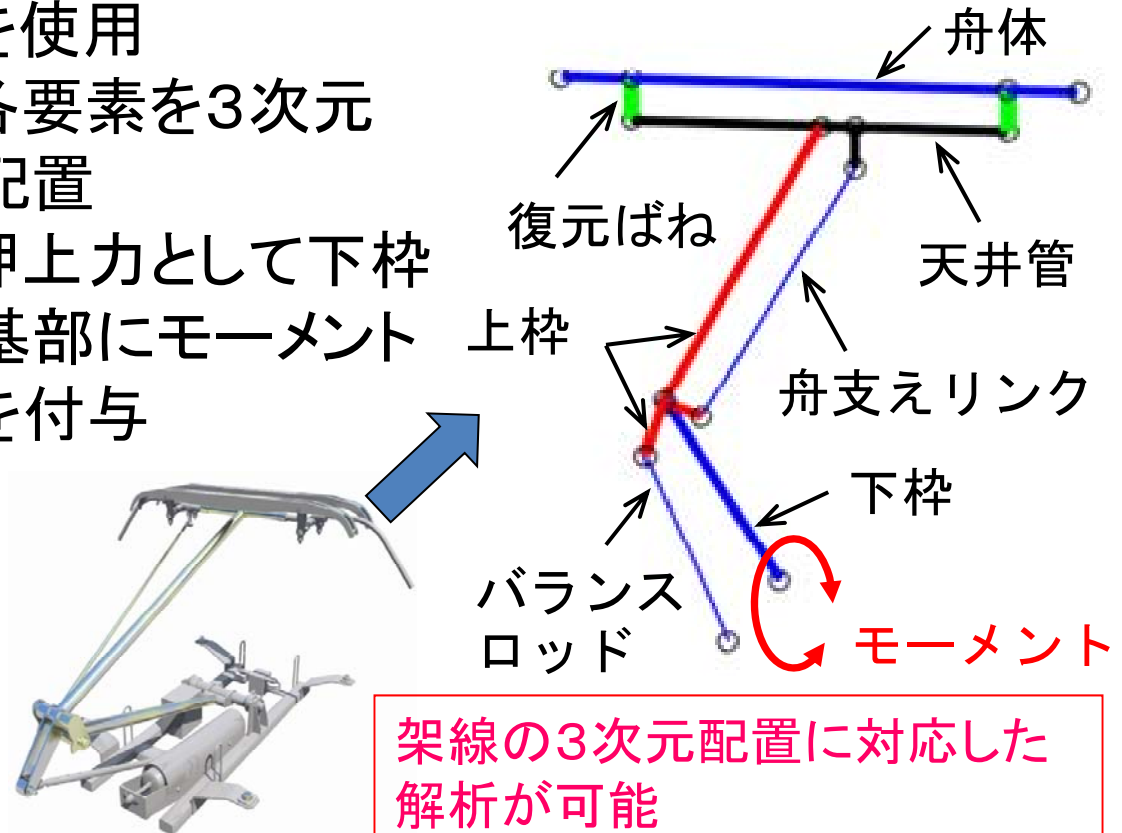 を使用
各要素を３次元
配置
押上力として下枠
基部にモーメント
を付与
舟体
復元ばね
天井管
上枠
舟支えリンク
下枠
バランス
ロッド
モーメント
架線の３次元配置に対応した
解析が可能